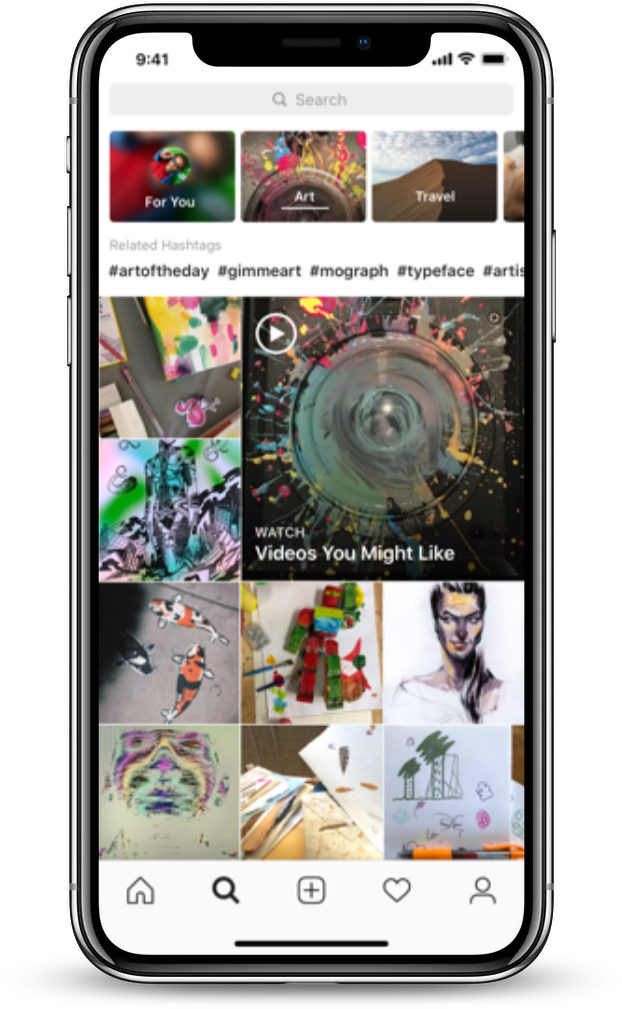 9:41
Search
For You
Art
Travel
Related Hashtags
#artoftheday #gimmeart #mograph #typeface #artis
WATCH
Videos You Might Like